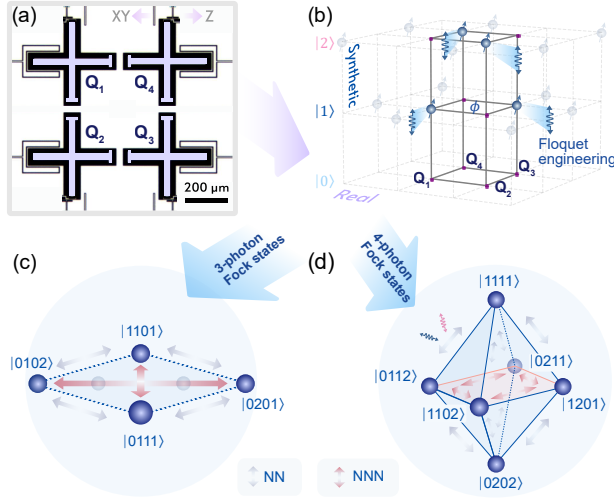 (a)
XY
Z
Q1
Q4
Q2
Q3
200 μm
(b)
|2⟩
|1⟩
|0⟩
Synthetic
Real
ϕ
Floquet
engineering
Q4
Q3
Q1
Q2
3-photon
Fock states
4-photon
Fock states
(c)
|1101⟩
|0102⟩
|0201⟩
|0111⟩
(d)
|1111⟩
|0211⟩
|0112⟩
|1102⟩
|1201⟩
|0202⟩
NN
NNN